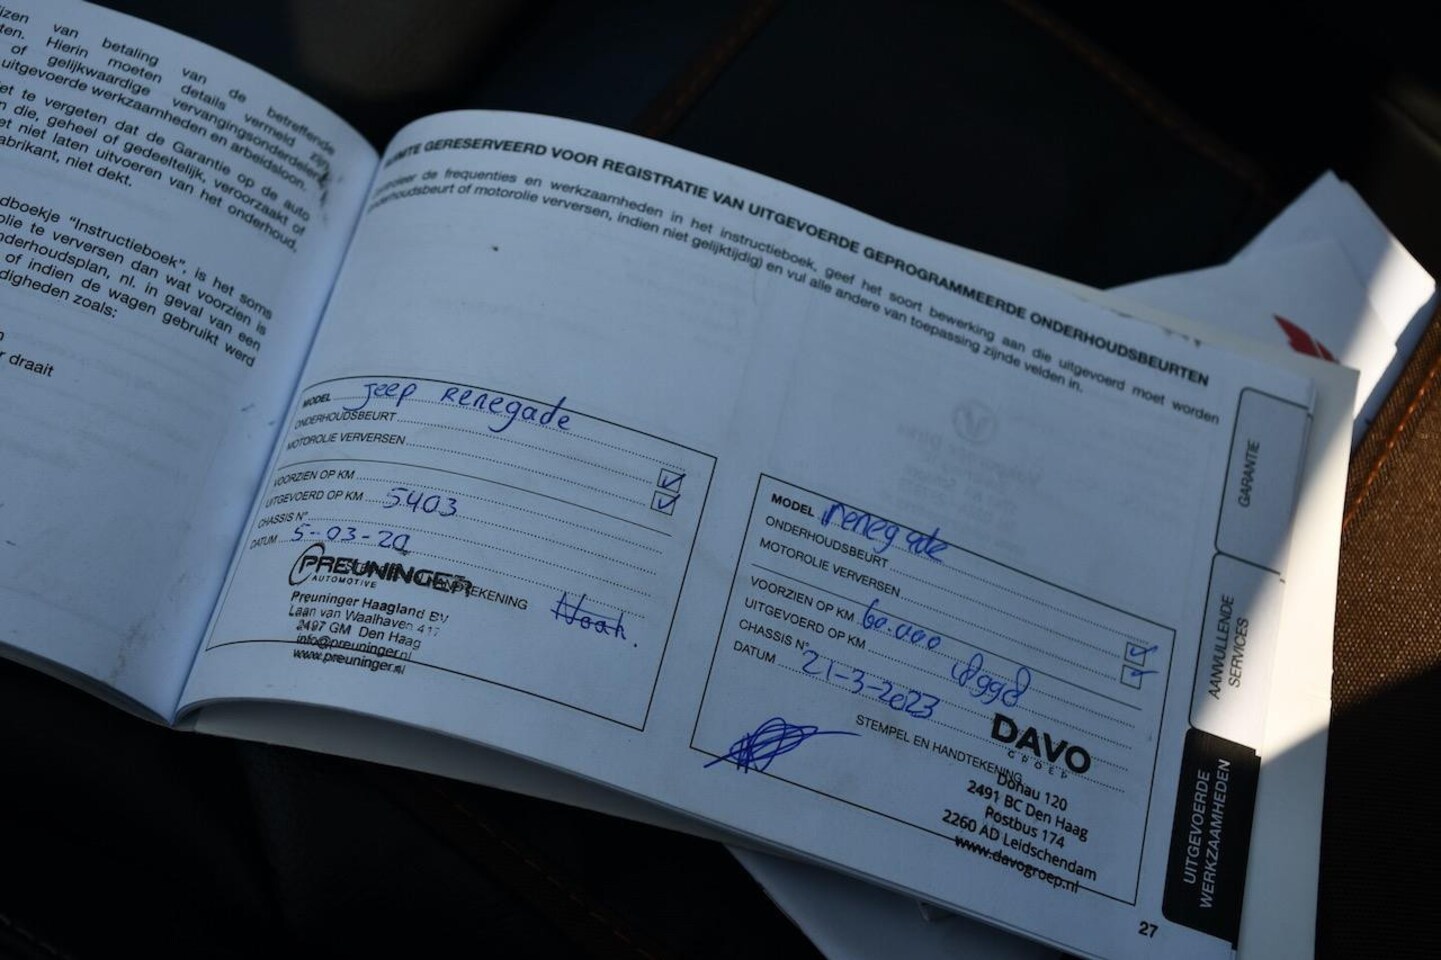 izen van betaling van de betreffende
ten. Hierin moeten details vermeld zijn
of gelijkwaardige vervangingsonderdelen,
uitgevoerde werkzaamheden en arbeidsloon.
et te vergeten dat de Garantie op de auto
n die, geheel of gedeeltelijk, veroorzaakt of
et niet laten uitvoeren van het onderhoud,
abrikant, niet dekt.
dboekje "Instructieboek", is het soms
olie te verversen dan wat voorzien is
nderhoudsplan, nl. in geval van een
of indien de wagen gebruikt werd
digheden zoals:
r draait
GERESERVEERD VOOR REGISTRATIE VAN UITGEVOERDE GEPROGRAMMEERDE ONDERHOUDSBEURTEN
de frequenties en werkzaamheden in het instructieboek, geef het soort bewerking aan die uitgevoerd moet worden
of motorolie verversen, indien niet gelijktijdig) en vul alle andere van toepassing zijnde velden in.
MODEL Jeep Renegade
ONDERHOUDSBEURT
MOTOROLIE VERVERSEN
VOORZIEN OP KM
UITGEVOERD OP KM 5403
CHASSIS N°
DATUM 5-03-20
PREUNINGER
AUTOMOTIVE
Preuninger Haagland BV
Laan van Waalhaven 417
2497 GM Den Haag
info@preuninger.nl
www.preuninger.nl
MODEL Renegade
ONDERHOUDSBEURT
MOTOROLIE VERVERSEN
VOORZIEN OP KM 60.000
UITGEVOERD OP KM
CHASSIS N°
DATUM 21-3-2023
STEMPEL EN HANDTEKENING
DAVO
GROEP
Donau 120
2491 BC Den Haag
Postbus 174
2260 AD Leidschendam
www.davogroep.nl
27
GARANTIE
AANVULLENDE
SERVICES
UITGEVOERDE
WERKZAAMHEDEN